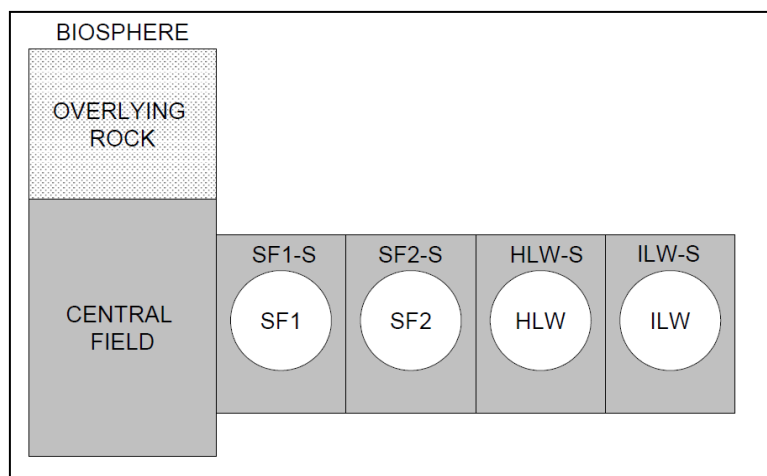 BIOSPHERE
OVERLYING
ROCK
SF1-S
SF2-S
HLW-S
ILW-S
CENTRAL
FIELD
SF1
SF2
HLW
ILW